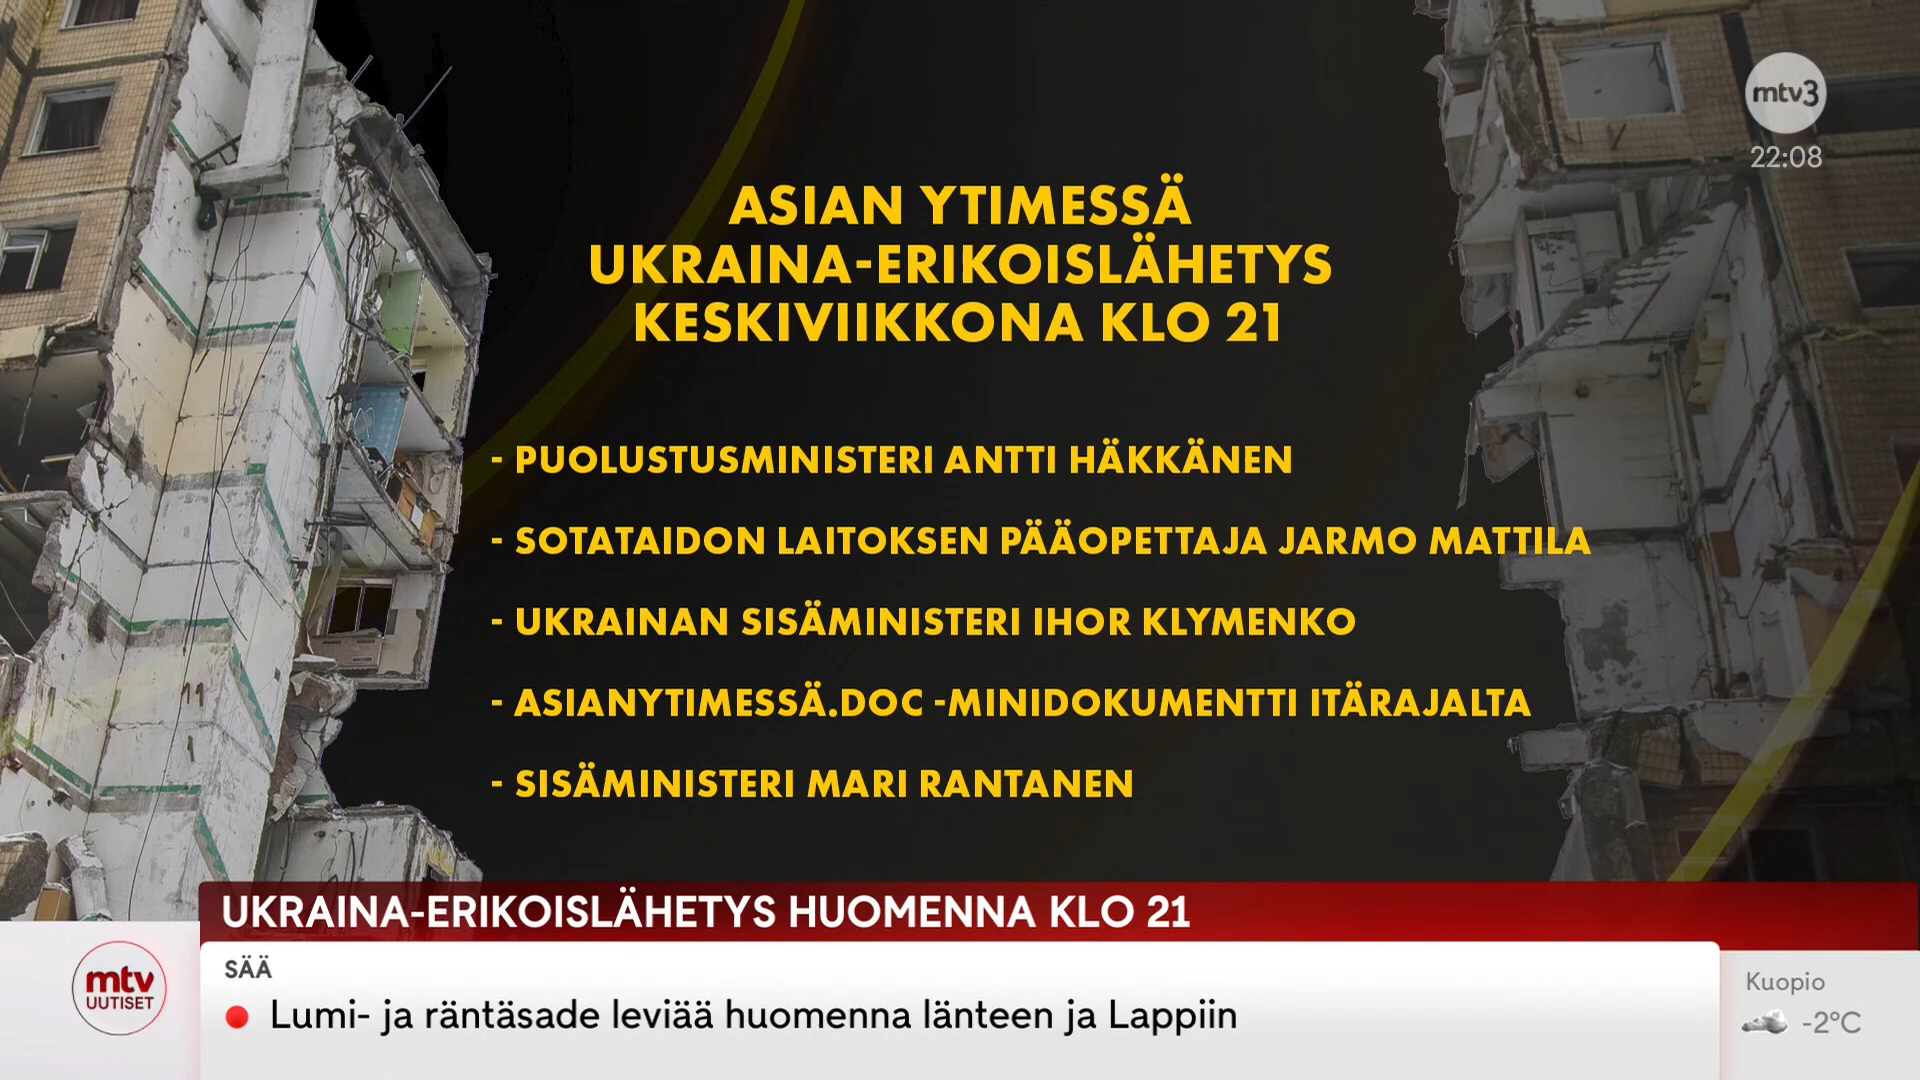 mtv3
22:08
ASIAN YTIMESSÄ
UKRAINA-ERIKOISLÄHETYS
KESKIVIIKKONA KLO 21
- PUOLUSTUSMINISTERI ANTTI HÄKKÄNEN
- SOTATAIDON LAITOKSEN PÄÄOPETTAJA JARMO MATTILA
- UKRAINAN SISÄMINISTERI IHOR KLYMENKO
- ASIANYTIMESSÄ.DOC -MINIDOKUMENTTI ITÄRAJALTA
- SISÄMINISTERI MARI RANTANEN
UKRAINA-ERIKOISLÄHETYS HUOMENNA KLO 21
mtv
UUTISET
SÄÄ
Lumi- ja räntäsade leviää huomenna länteen ja Lappiin
Kuopio
-2°C